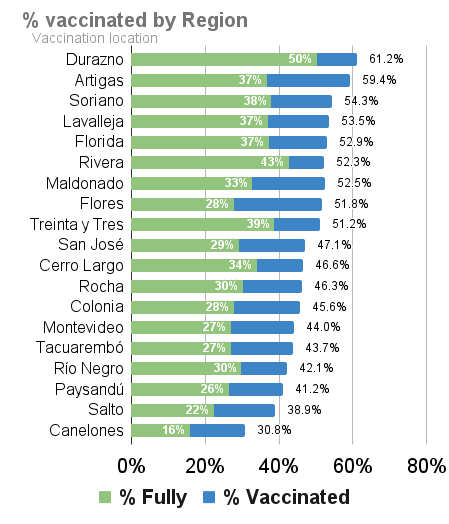 % vaccinated by Region
Vaccination location
Durazno 50% 61.2%
Artigas 37% 59.4%
Soriano 38% 54.3%
Lavalleja 37% 53.5%
Florida 37% 52.9%
Rivera 43% 52.3%
Maldonado 33% 52.5%
Flores 28% 51.8%
Treinta y Tres 39% 51.2%
San José 29% 47.1%
Cerro Largo 34% 46.6%
Rocha 30% 46.3%
Colonia 28% 45.6%
Montevideo 27% 44.0%
Tacuarembó 27% 43.7%
Río Negro 30% 42.1%
Paysandú 26% 41.2%
Salto 22% 38.9%
Canelones 16% 30.8%
0% 20% 40% 60% 80%
% Fully % Vaccinated